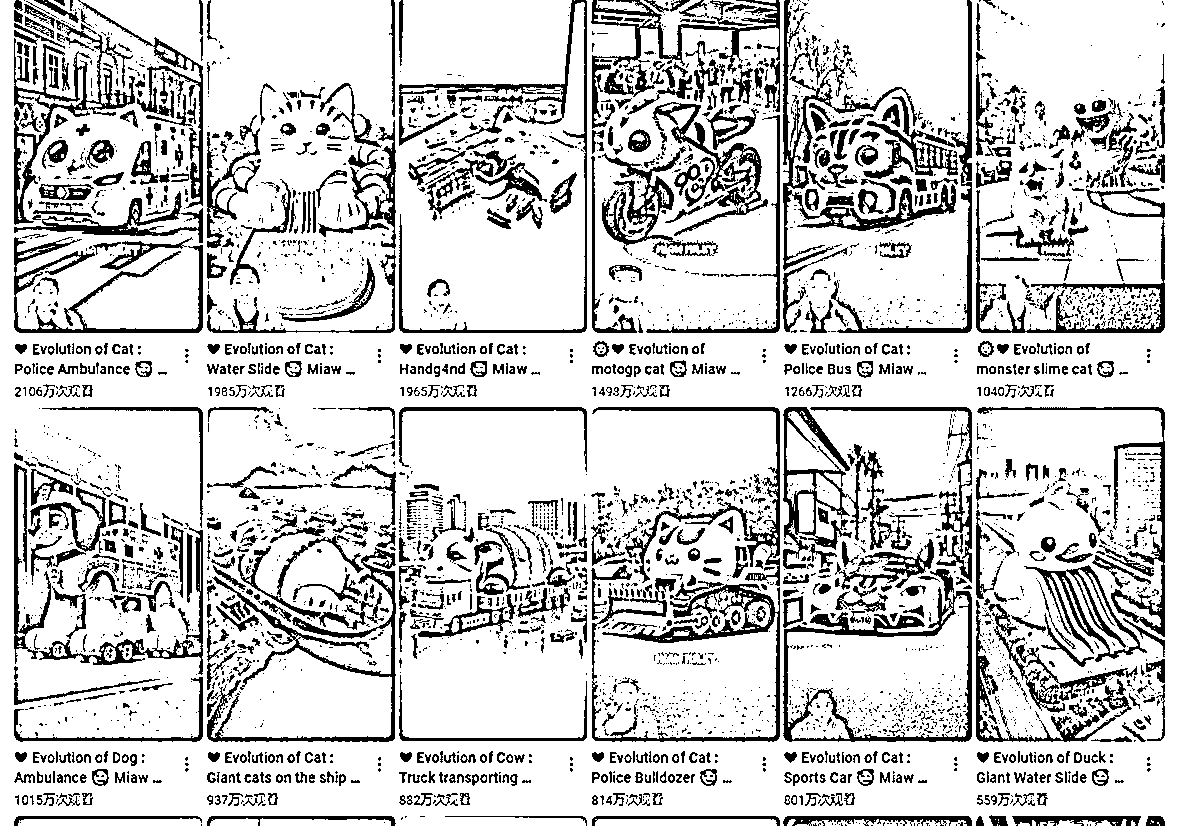 ❤ Evolution of Cat :
Police Ambulance 😻 Miaw ...
2106万次观看
❤ Evolution of Cat :
Water Slide 😻 Miaw ...
1985万次观看
❤ Evolution of Cat :
Handg4nd 😻 Miaw ...
1965万次观看
❤ Evolution of
motogp cat 😻 Miaw ...
1498万次观看
❤ Evolution of Cat :
Police Bus 😻 Miaw ...
1266万次观看
❤ Evolution of
monster slime cat 😻 ...
1040万次观看
❤ Evolution of Dog :
Ambulance 😻 Miaw ...
1015万次观看
❤ Evolution of Cat :
Giant cats on the ship ...
937万次观看
❤ Evolution of Cow :
Truck transporting ...
882万次观看
❤ Evolution of Cat :
Police Bulldozer 😻 ...
814万次观看
❤ Evolution of Cat :
Sports Car 😻 Miaw ...
801万次观看
❤ Evolution of Duck :
Giant Water Slide 😻 ...
559万次观看